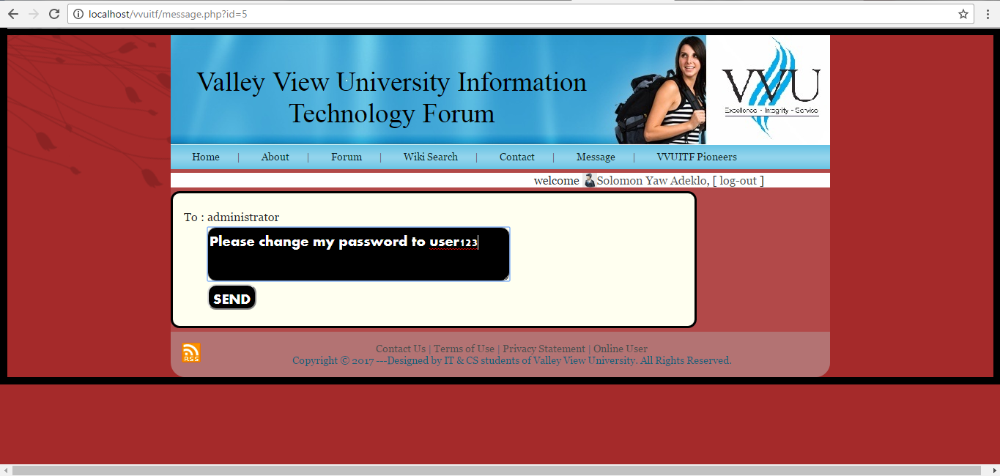 localhost/vvuitf/message.php?id=5
Valley View University Information
Technology Forum
VVU
Excellence - Integrity - Service
Home | About | Forum | Wiki Search | Contact | Message | VVUITF Pioneers
welcome Solomon Yaw Adeklo, [ log-out ]
To : administrator
Please change my password to user123
SEND
RSS
Contact Us | Terms of Use | Privacy Statement | Online User
Copyright © 2017 ---Designed by IT & CS students of Valley View University. All Rights Reserved.